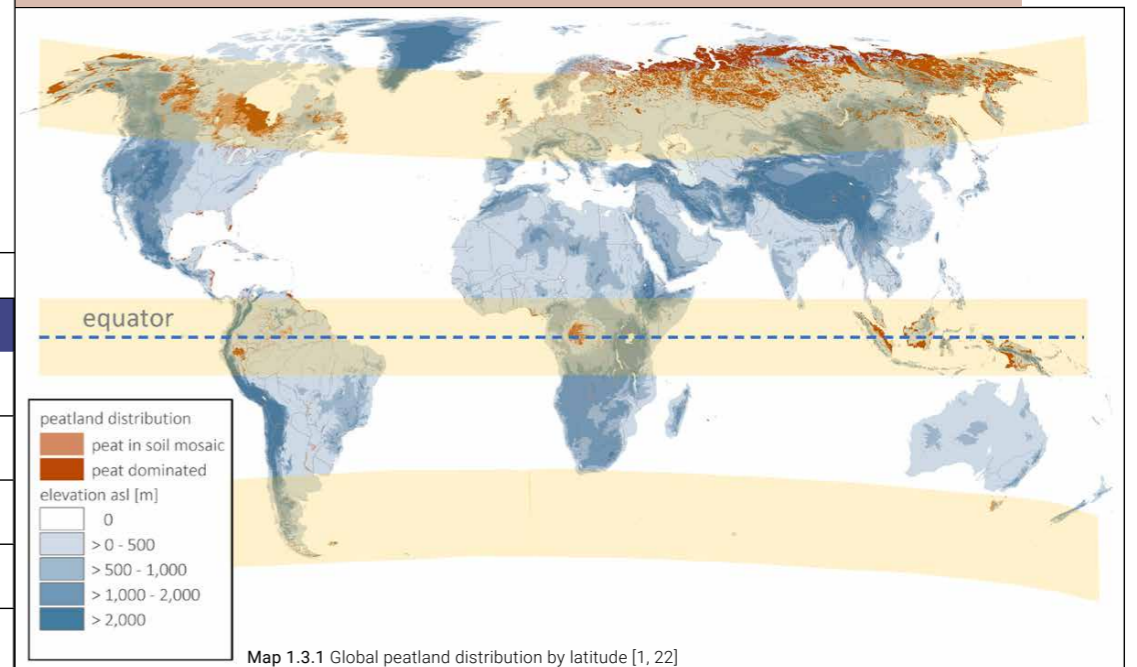 equator
peatland distribution
peat in soil mosaic
peat dominated
elevation asl [m]
0
> 0 - 500
> 500 - 1,000
> 1,000 - 2,000
> 2,000
Map 1.3.1 Global peatland distribution by latitude [1, 22]